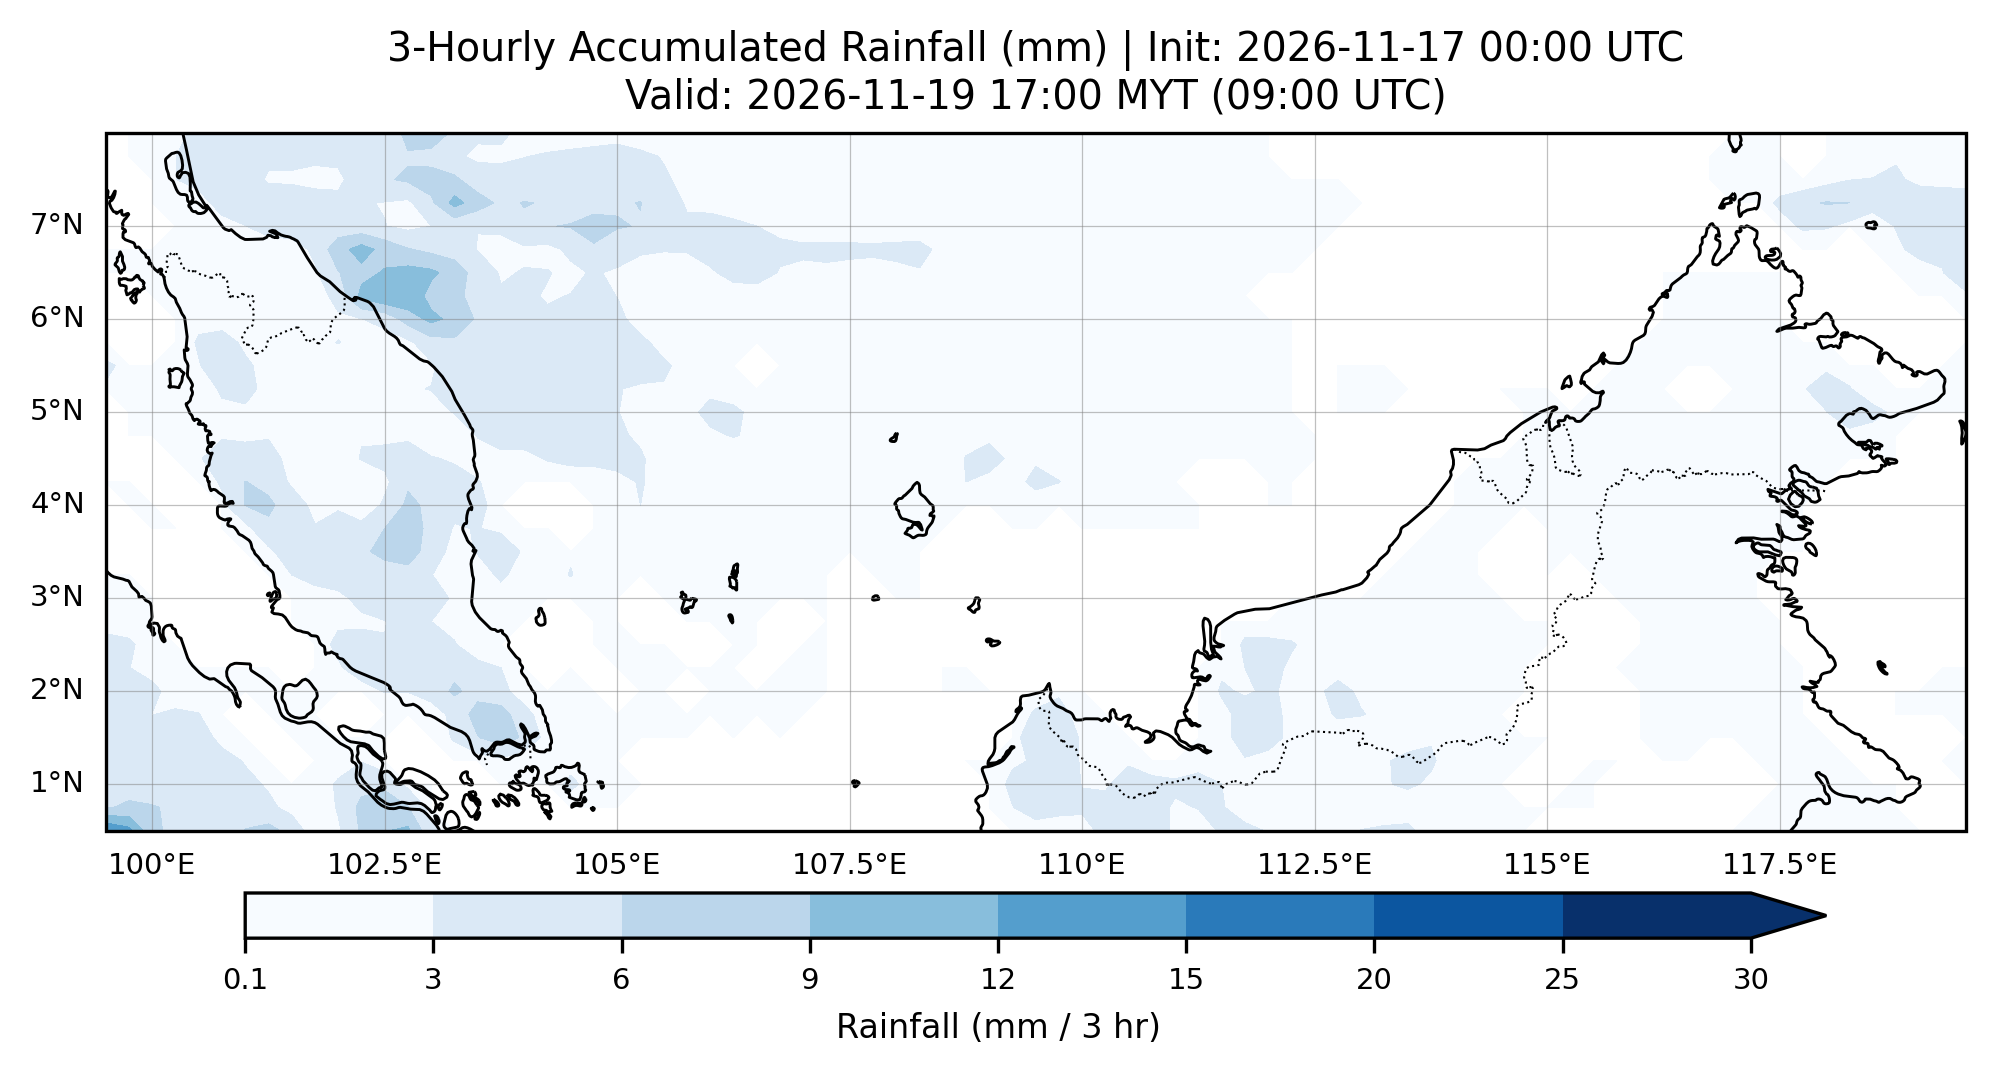 3-Hourly Accumulated Rainfall (mm) | Init: 2026-11-17 00:00 UTC
Valid: 2026-11-19 17:00 MYT (09:00 UTC)
7°N
6°N
5°N
4°N
3°N
2°N
1°N
100°E 102.5°E 105°E 107.5°E 110°E 112.5°E 115°E 117.5°E
0.1 3 6 9 12 15 20 25 30
Rainfall (mm / 3 hr)